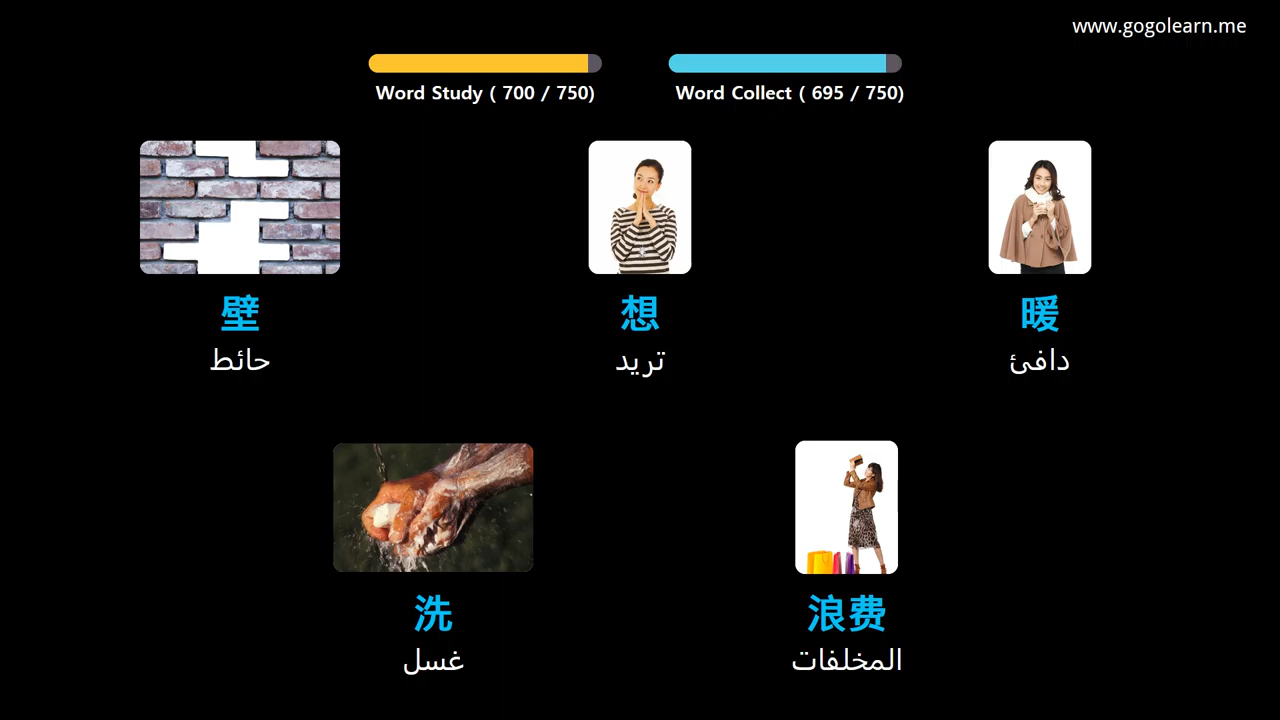 www.gogolearn.me
Word Study ( 700 / 750)
Word Collect ( 695 / 750)
壁
حائط
想
تريد
暖
دافئ
洗
غسل
浪费
المخلفات